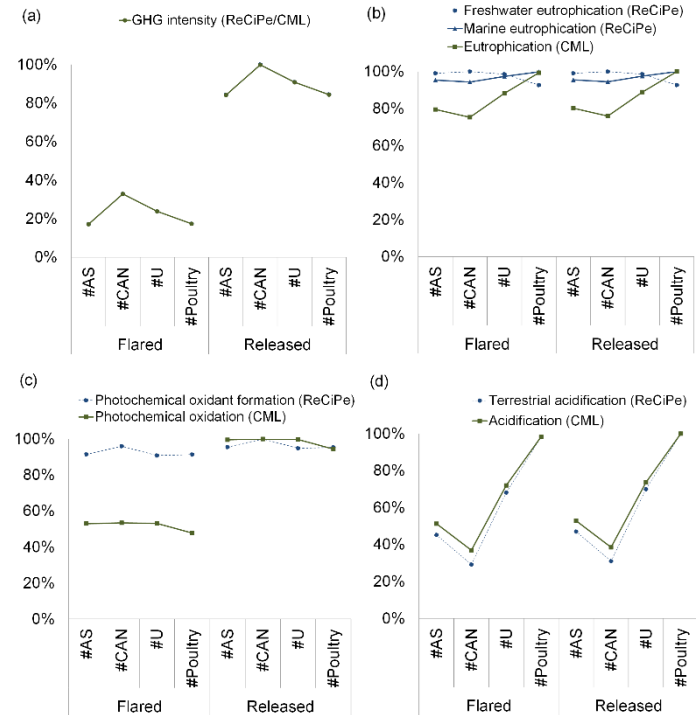 (a)
GHG intensity (ReCiPe/CML)
100%
80%
60%
40%
20%
0%
#AS
#CAN
#U
#Poultry
#AS
#CAN
#U
#Poultry
Flared
Released
(b)
Freshwater eutrophication (ReCiPe)
Marine eutrophication (ReCiPe)
Eutrophication (CML)
100%
80%
60%
40%
20%
0%
#AS
#CAN
#U
#Poultry
#AS
#CAN
#U
#Poultry
Flared
Released
(c)
Photochemical oxidant formation (ReCiPe)
Photochemical oxidation (CML)
100%
80%
60%
40%
20%
0%
#AS
#CAN
#U
#Poultry
#AS
#CAN
#U
#Poultry
Flared
Released
(d)
Terrestrial acidification (ReCiPe)
Acidification (CML)
100%
80%
60%
40%
20%
0%
#AS
#CAN
#U
#Poultry
#AS
#CAN
#U
#Poultry
Flared
Released